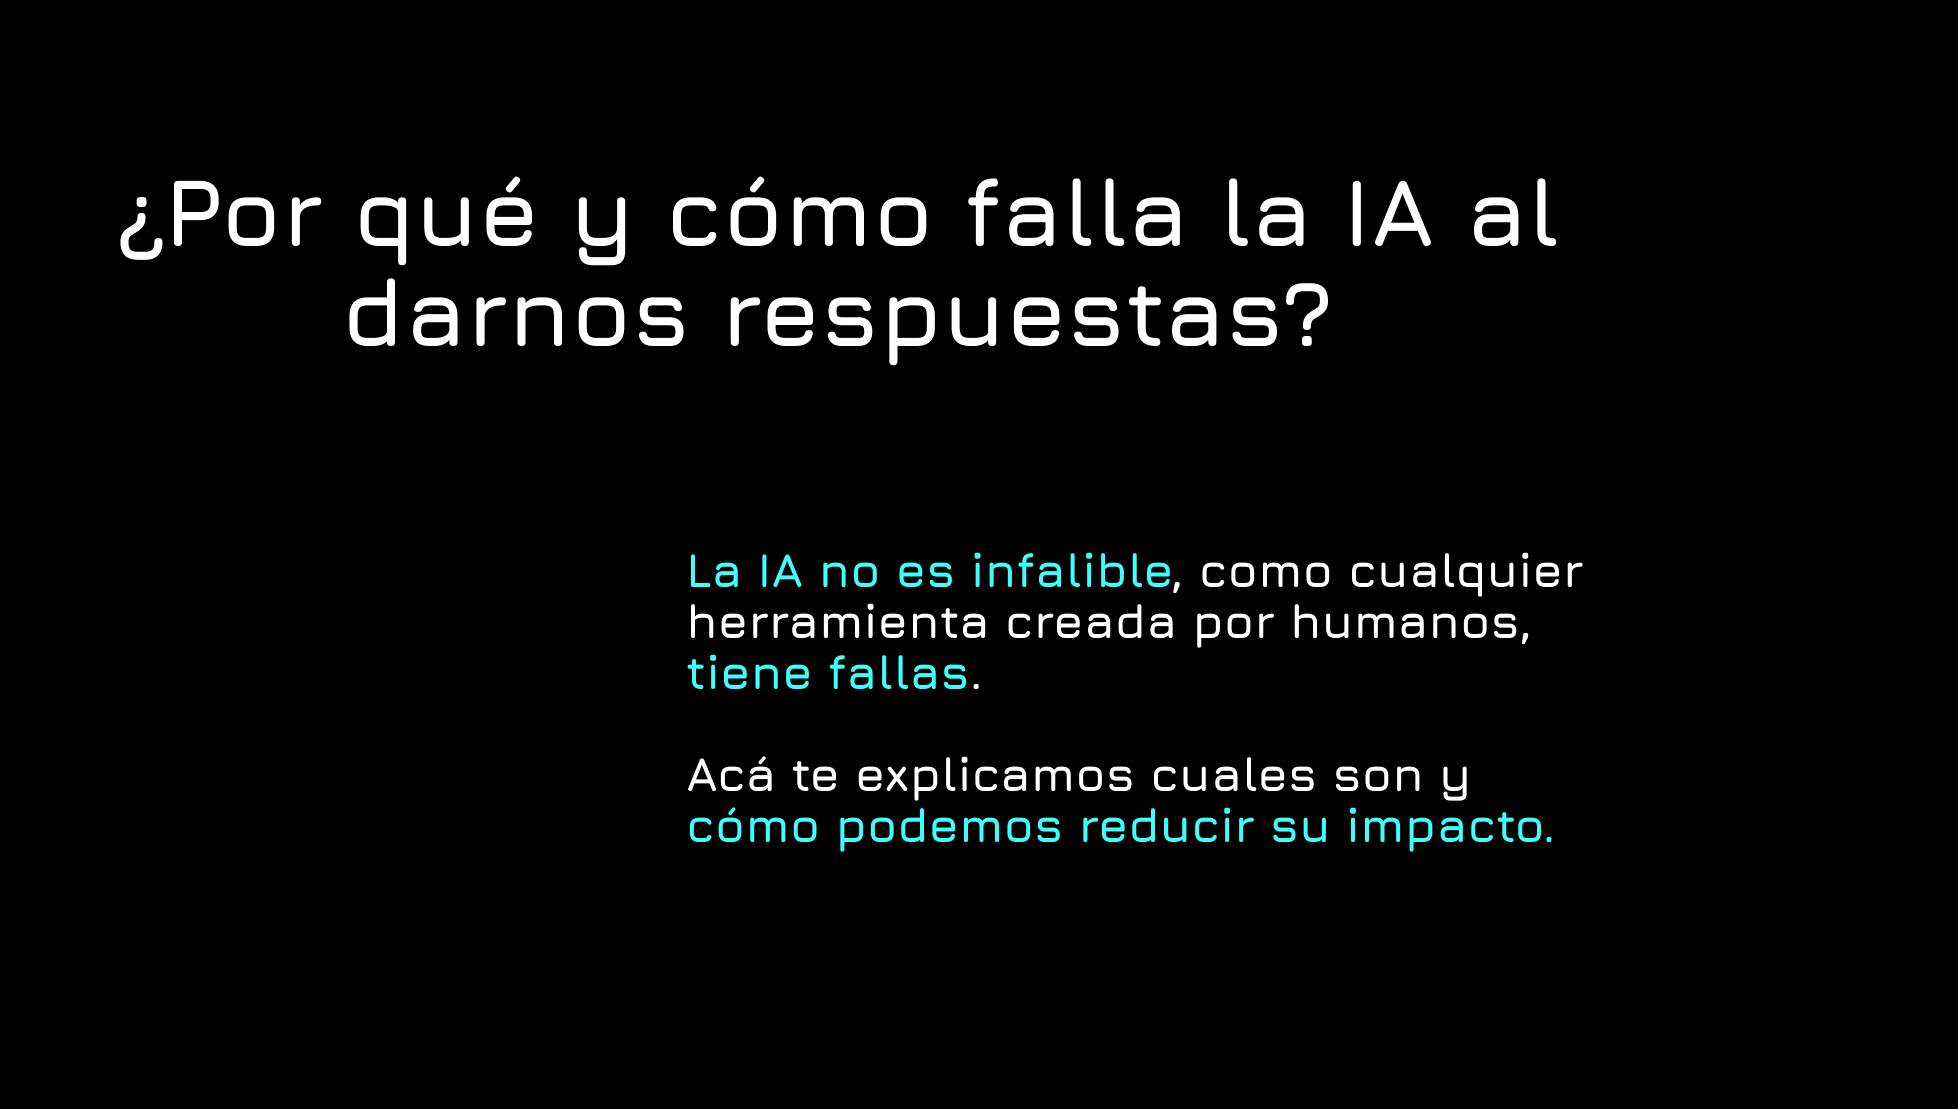 ¿Por qué y cómo falla la IA al
darnos respuestas?
La IA no es infalible, como cualquier
herramienta creada por humanos,
tiene fallas.
Acá te explicamos cuales son y
cómo podemos reducir su impacto.